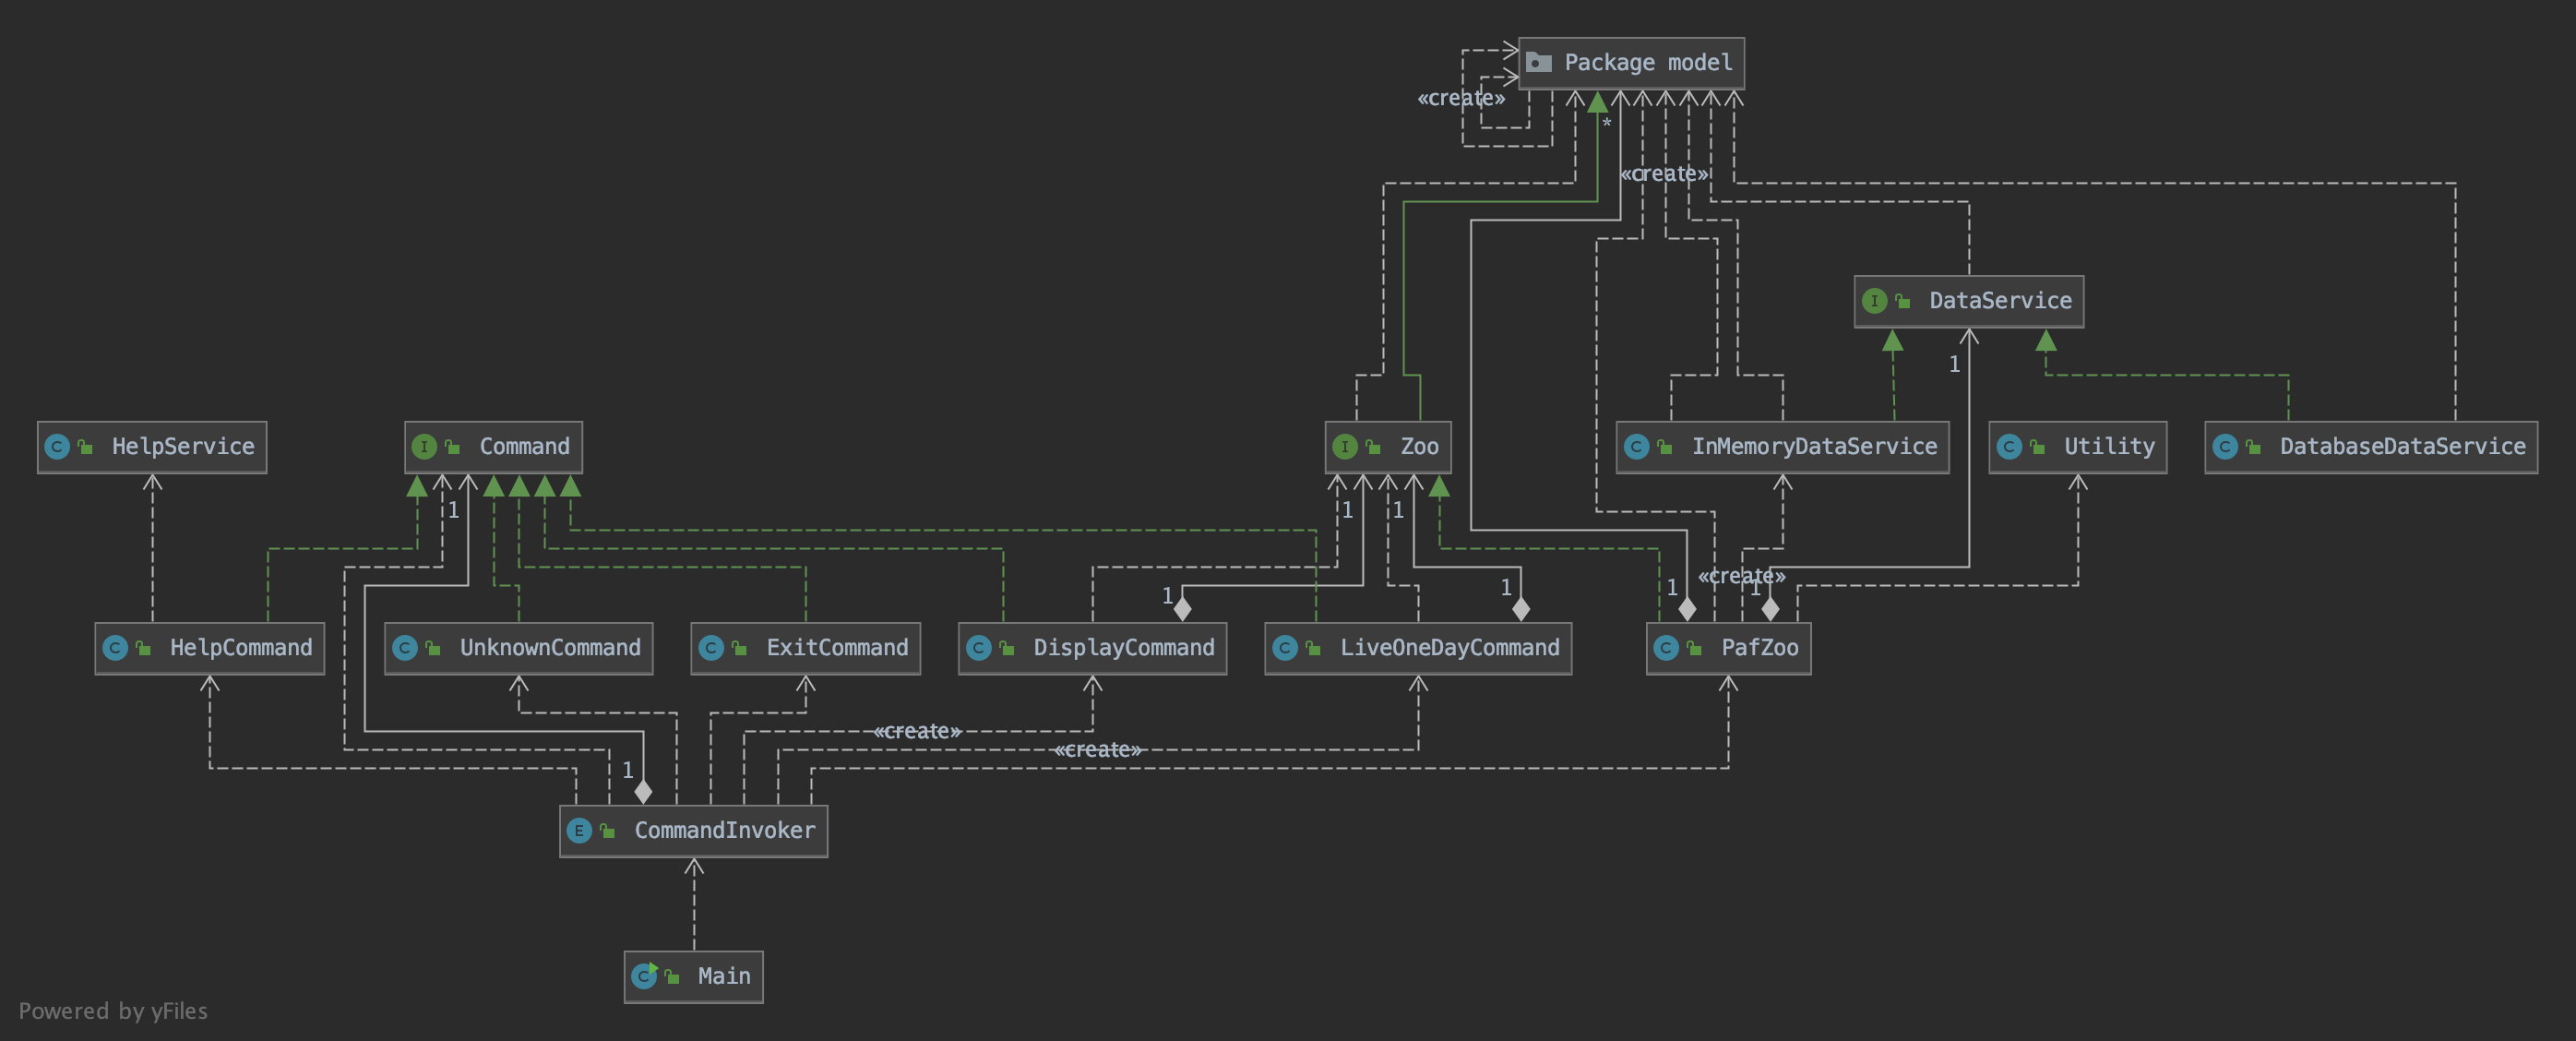 Package model
«create»
*
«create»
I DataService
1
C HelpService
I Command
I Zoo
C InMemoryDataService
C Utility
C DatabaseDataService
1
1
1
«create»
1
1
1
1
C HelpCommand
C UnknownCommand
C ExitCommand
C DisplayCommand
C LiveOneDayCommand
C PafZoo
«create»
«create»
1
E CommandInvoker
C Main
Powered by yFiles